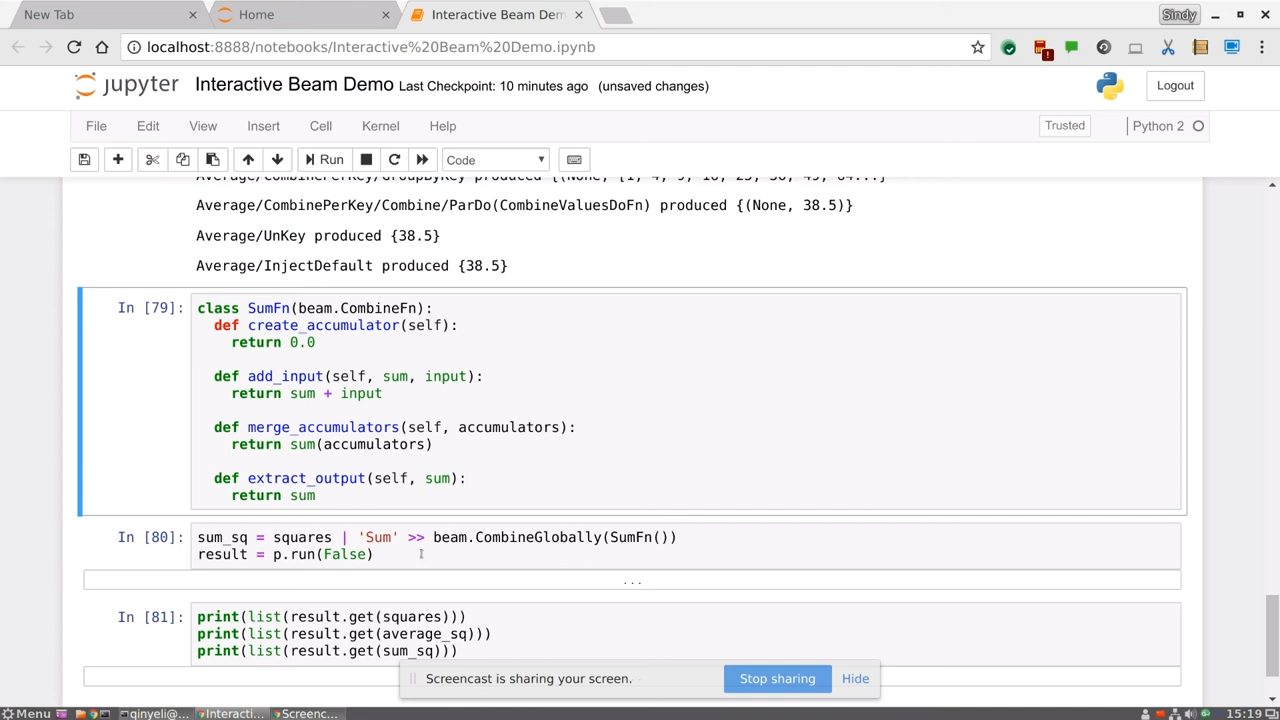 New Tab
Home
Interactive Beam Dem
Sindy
localhost:8888/notebooks/Interactive%20Beam%20Demo.ipynb
jupyter Interactive Beam Demo Last Checkpoint: 10 minutes ago (unsaved changes)
Logout
File Edit View Insert Cell Kernel Help
Trusted
Python 2
Run
Code
Average/CombinePerKey/GroupByKey produced {(None, [1, 4, 9, 16, 25, 36, 49, 64...}
Average/CombinePerKey/Combine/ParDo(CombineValuesDoFn) produced {(None, 38.5)}
Average/UnKey produced {38.5}
Average/InjectDefault produced {38.5}
In [79]: class SumFn(beam.CombineFn):
def create_accumulator(self):
return 0.0
def add_input(self, sum, input):
return sum + input
def merge_accumulators(self, accumulators):
return sum(accumulators)
def extract_output(self, sum):
return sum
In [80]: sum_sq = squares | 'Sum' >> beam.CombineGlobally(SumFn())
result = p.run(False)
...
In [81]: print(list(result.get(squares)))
print(list(result.get(average_sq)))
print(list(result.get(sum_sq)))
Screencast is sharing your screen.
Stop sharing
Hide
Menu
qinyeli@...
Interacti...
Screenc...
15:19